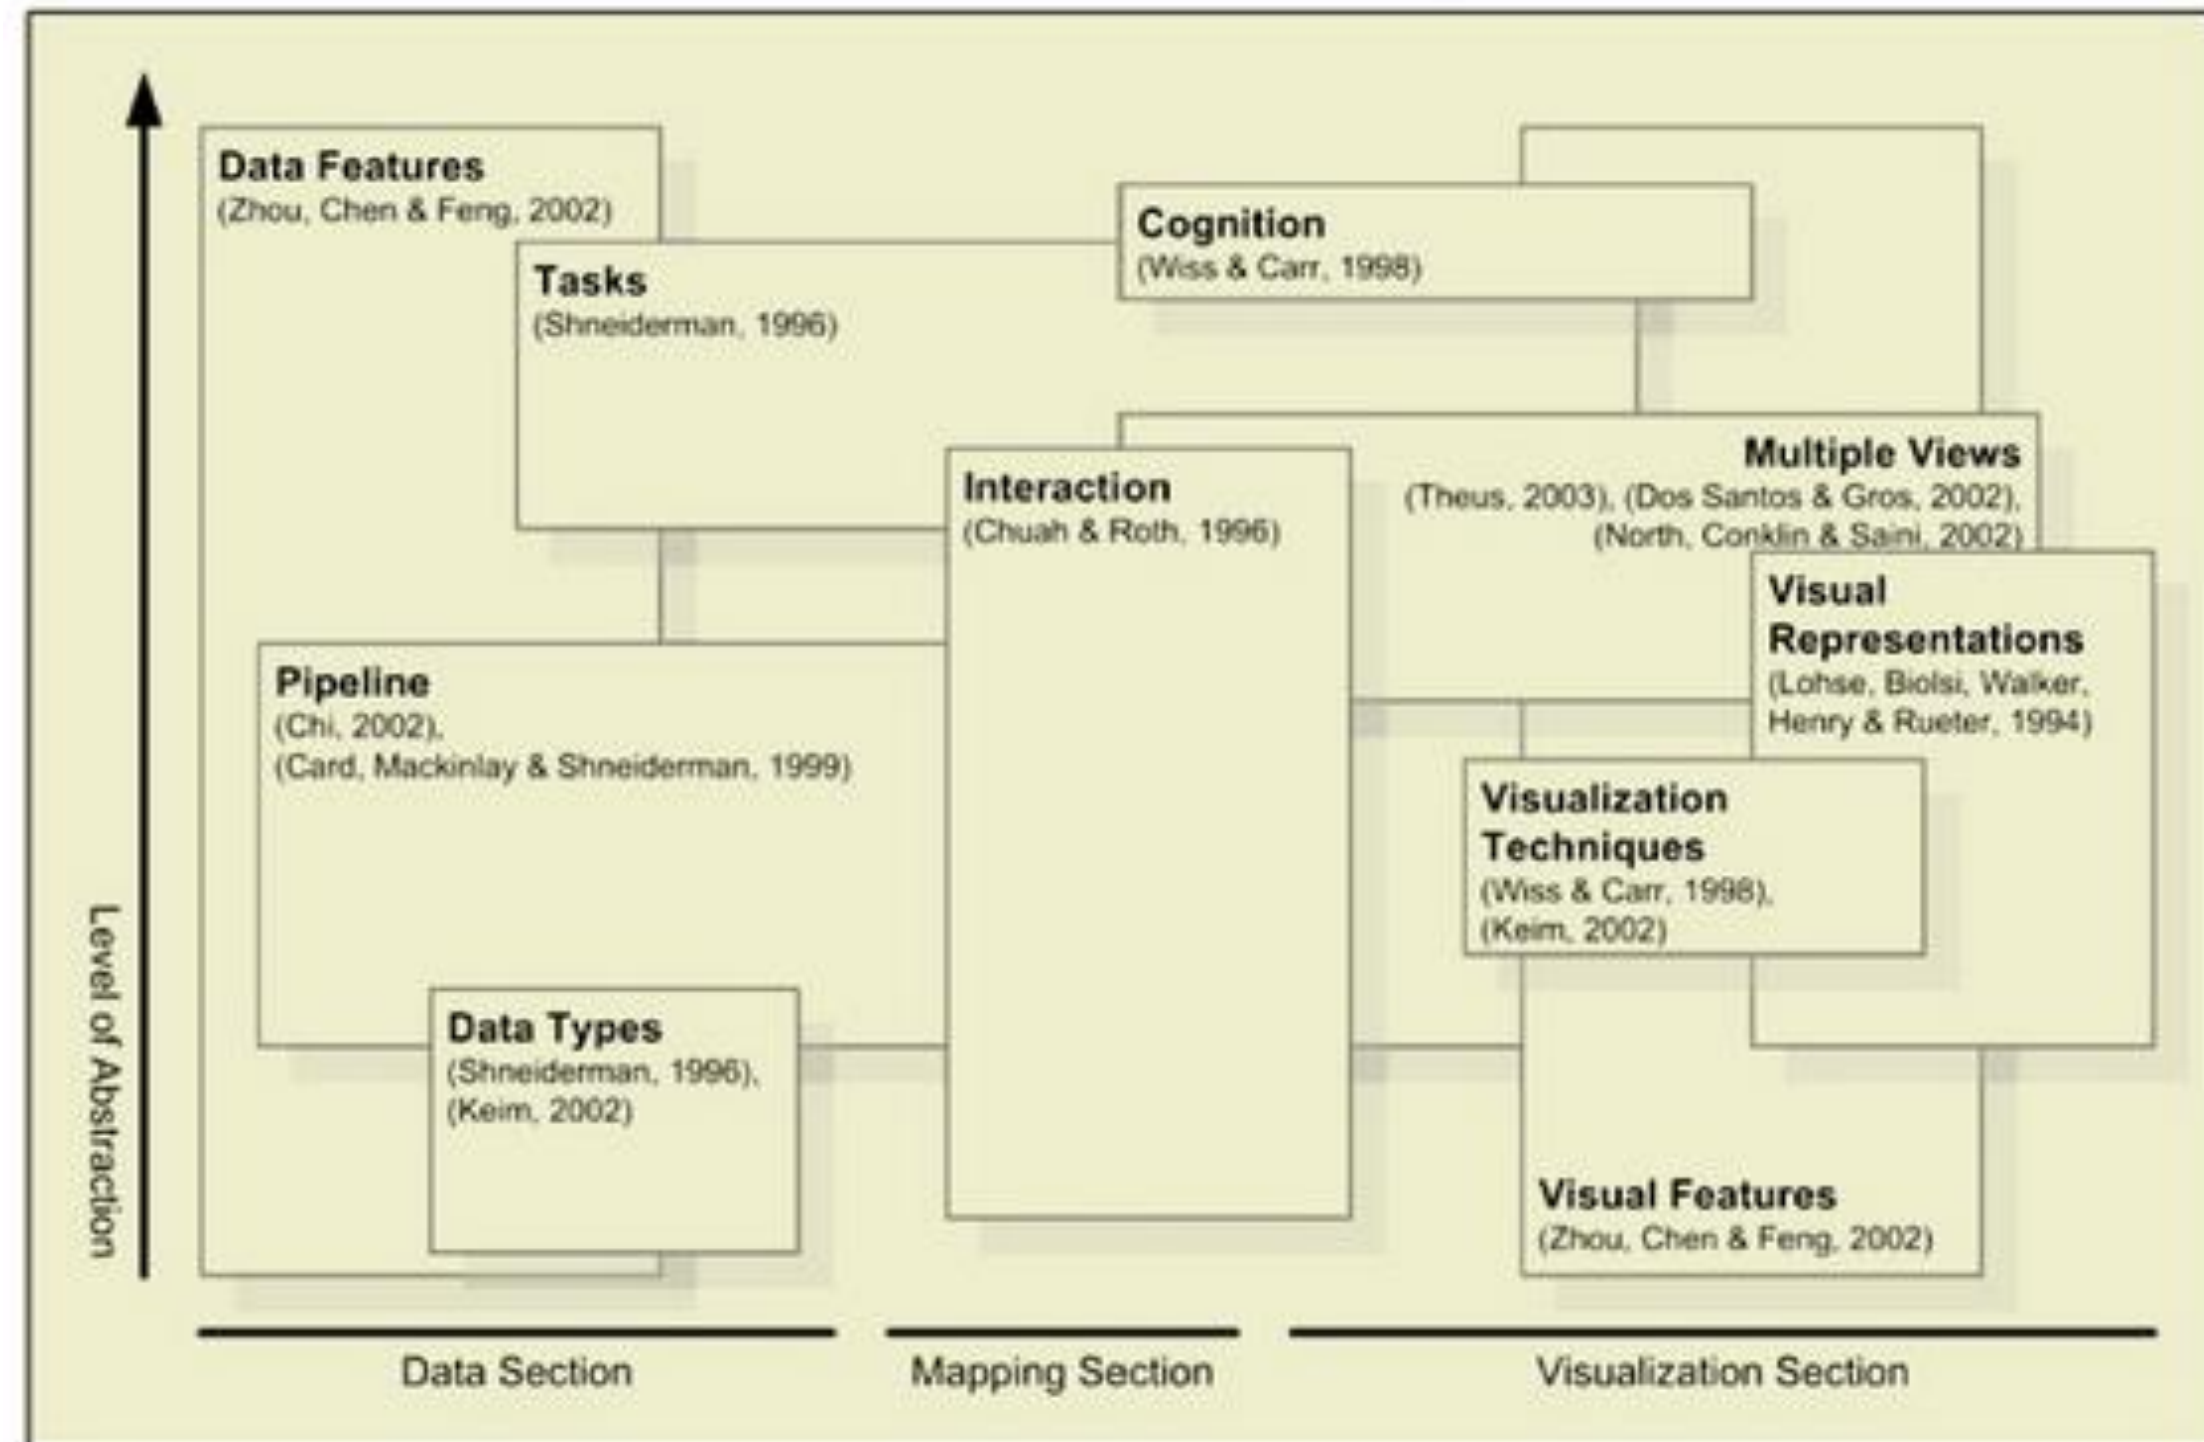 Data Features
(Zhou, Chen & Feng, 2002)
Cognition
(Wiss & Carr, 1998)
Tasks
(Shneiderman, 1996)
Multiple Views
(Theus, 2003), (Dos Santos & Gros, 2002),
(North, Conklin & Saini, 2002)
Interaction
(Chuah & Roth, 1996)
Visual
Representations
(Lohse, Biolsi, Walker,
Henry & Rueter, 1994)
Pipeline
(Chi, 2002),
(Card, Mackinlay & Shneiderman, 1999)
Visualization
Techniques
(Wiss & Carr, 1998),
(Keim, 2002)
Data Types
(Shneiderman, 1996),
(Keim, 2002)
Visual Features
(Zhou, Chen & Feng, 2002)
Level of Abstraction
Data Section
Mapping Section
Visualization Section